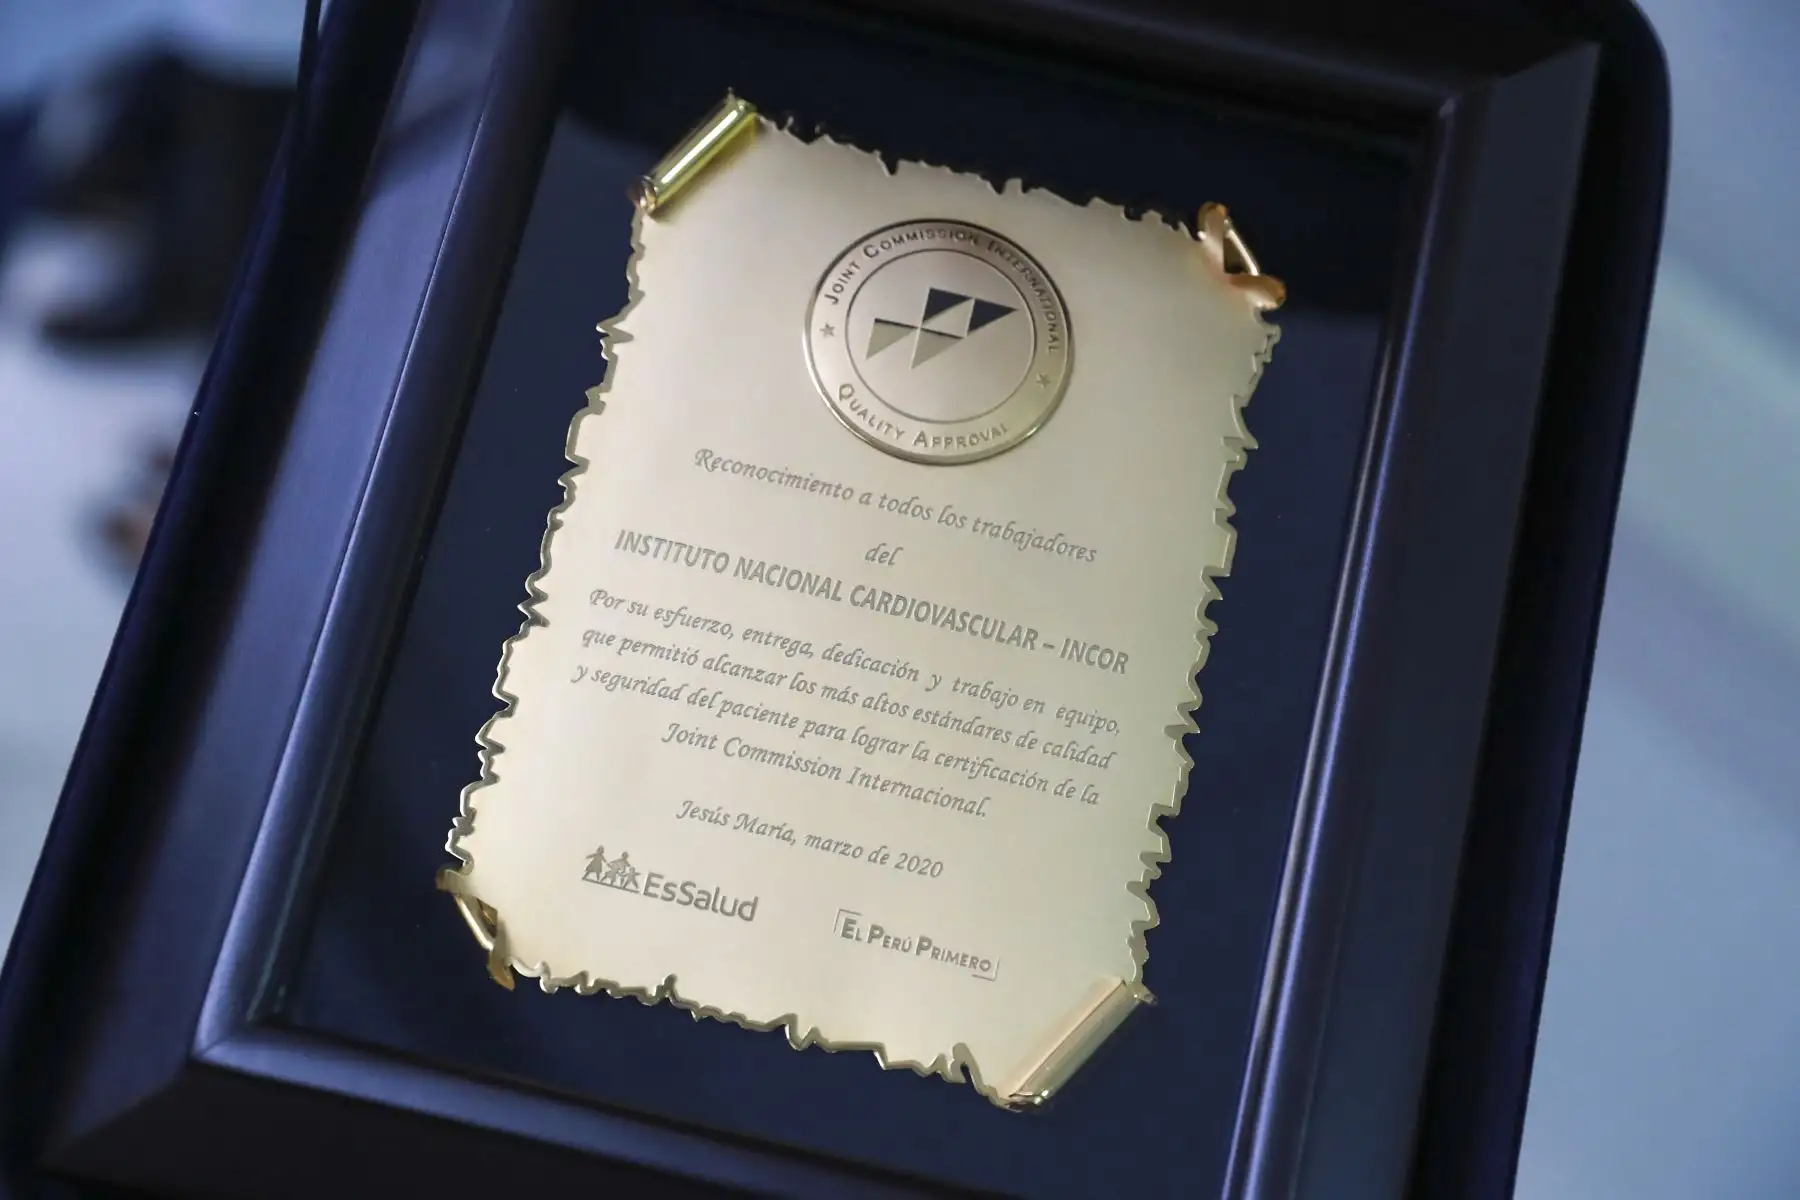 JOINT COMMISSION INTERNATIONAL
QUALITY APPROVAL
Reconocimiento a todos los trabajadores
del
INSTITUTO NACIONAL CARDIOVASCULAR – INCOR
Por su esfuerzo, entrega, dedicación y trabajo en equipo,
que permitió alcanzar los más altos estándares de calidad
y seguridad del paciente para lograr la certificación de la
Joint Commission Internacional.
Jesús María, marzo de 2020
EsSalud
EL PERÚ PRIMERO